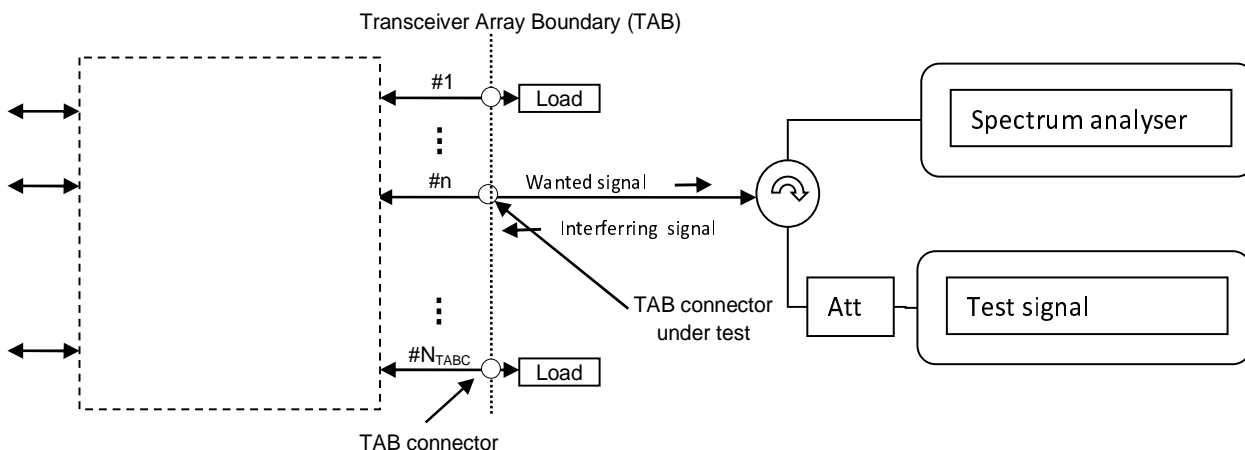 Transceiver Array Boundary (TAB)
#1
Load
Spectrum analyser
#n
Wanted signal
Interferring signal
TAB connector
under test
Att
Test signal
#NTABC
Load
TAB connector